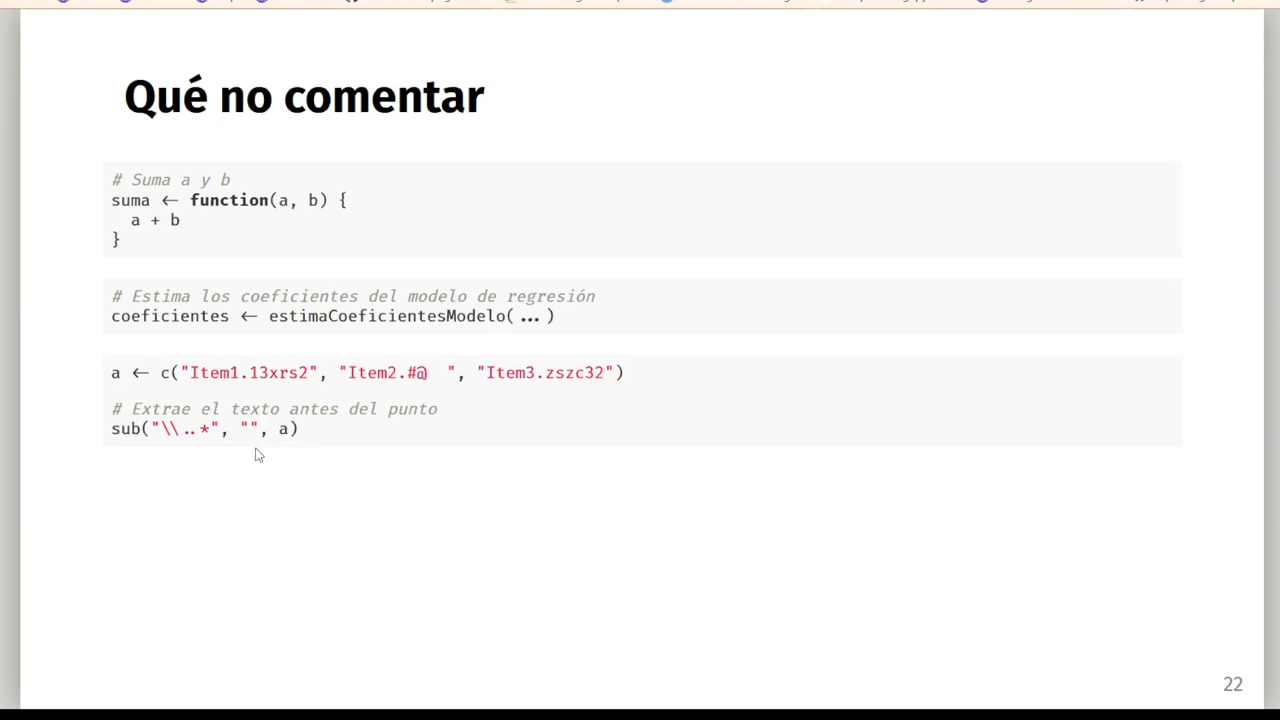 Qué no comentar
# Suma a y b
suma <- function(a, b) {
  a + b
}
# Estima los coeficientes del modelo de regresión
coeficientes <- estimaCoeficientesModelo(...)
a <- c("Item1.13xrs2", "Item2.#@  ", "Item3.zszc32")
# Extrae el texto antes del punto
sub("\\..*", "", a)
22